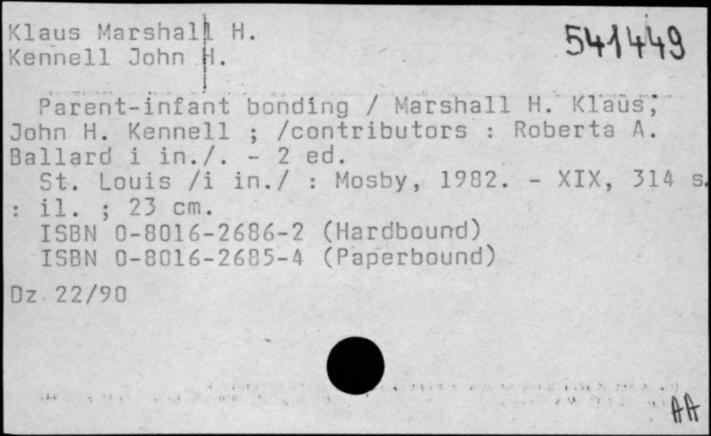 Klaus Marshall H.
541449
Kennell John H.
Parent-infant bonding / Marshall H. Klaus,
John H. Kennell ; /contributors : Roberta A.
Ballard i in./. - 2 ed.
St. Louis /i in./ : Mosby, 1982. - XIX, 314 s.
: il. ; 23 cm.
ISBN 0-8016-2686-2 (Hardbound)
ISBN 0-8016-2685-4 (Paperbound)
Dz. 22/90
AA